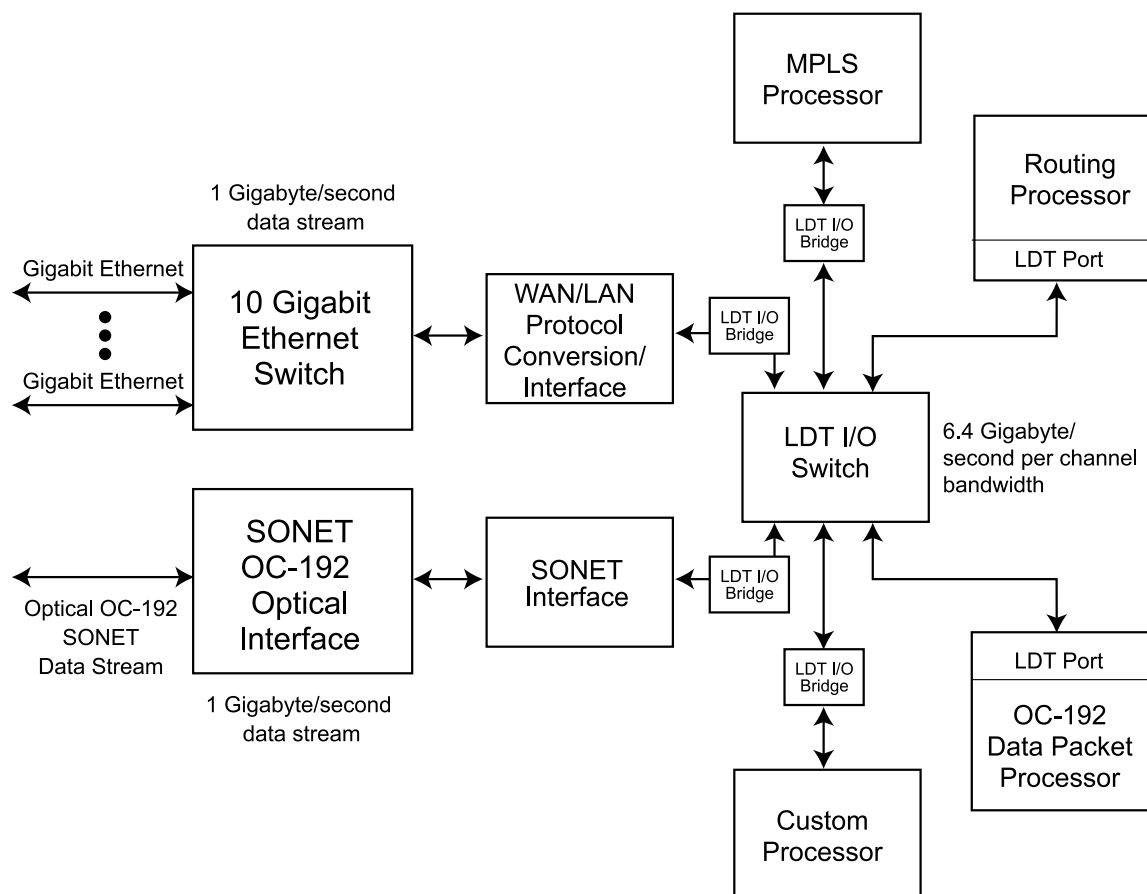 MPLS
Processor
Routing
Processor
LDT Port
1 Gigabyte/second
data stream
LDT I/O
Bridge
Gigabit Ethernet
10 Gigabit
Ethernet
Switch
Gigabit Ethernet
WAN/LAN
Protocol
Conversion/
Interface
LDT I/O
Bridge
LDT I/O
Switch
6.4 Gigabyte/
second per channel
bandwidth
SONET
OC-192
Optical
Interface
SONET
Interface
LDT I/O
Bridge
Optical OC-192
SONET
Data Stream
1 Gigabyte/second
data stream
LDT I/O
Bridge
LDT Port
OC-192
Data Packet
Processor
Custom
Processor